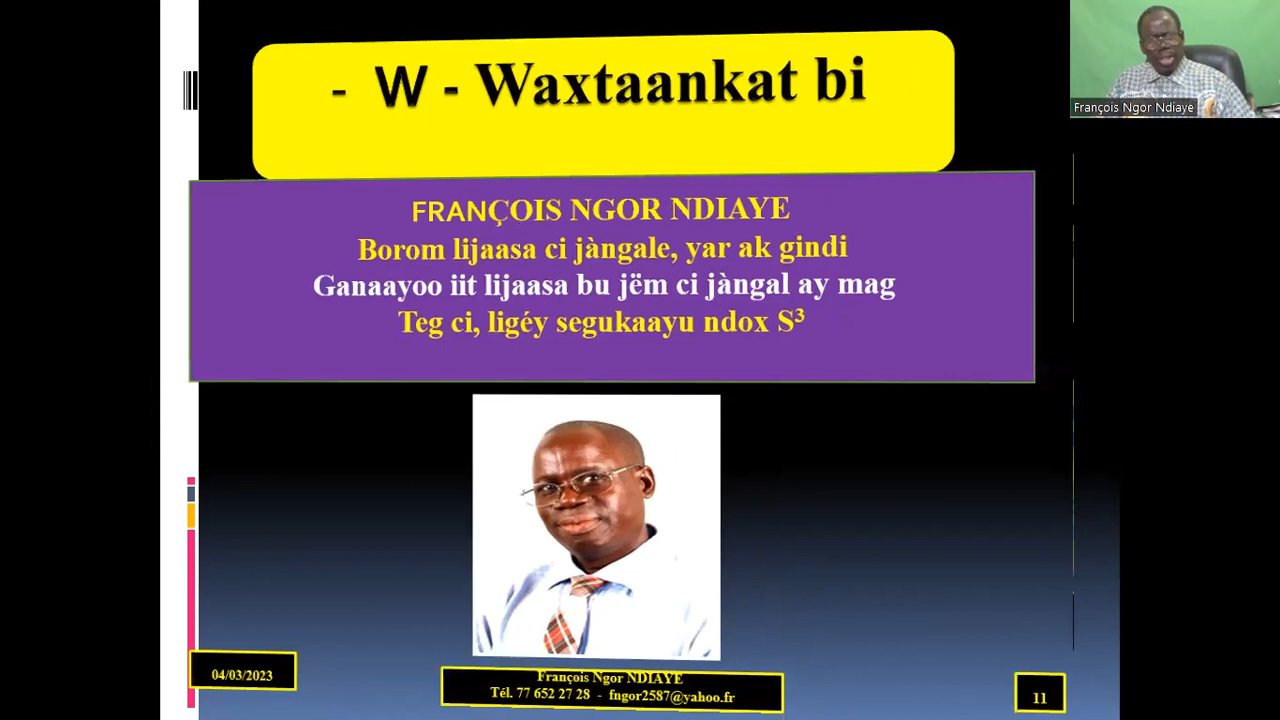 - W - Waxtaankat bi
François Ngor Ndiaye
FRANÇOIS NGOR NDIAYE
Borom lijaasa ci jàngale, yar ak gindi
Ganaayoo iit lijaasa bu jëm ci jàngal ay mag
Teg ci, ligéy segukaayu ndox S³
04/03/2023
François Ngor NDIAYE
Tél. 77 652 27 28 - fngor2587@yahoo.fr
11